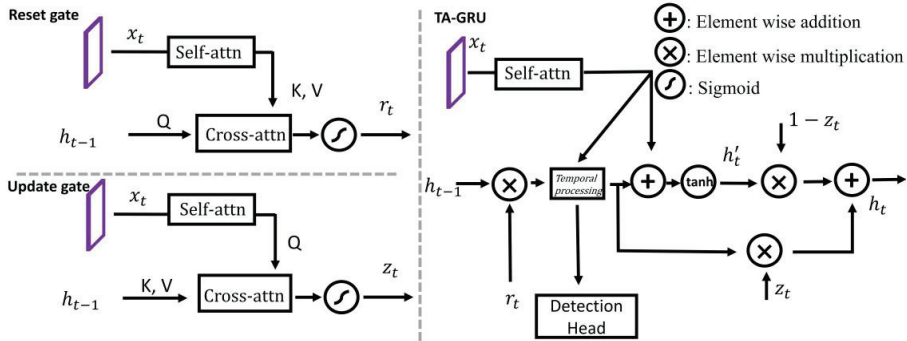 Reset gate
x_t
Self-attn
K, V
r_t
h_{t-1}
Q
Cross-attn
Update gate
x_t
Self-attn
Q
z_t
h_{t-1}
K, V
Cross-attn
TA-GRU
x_t
Self-attn
+ : Element wise addition
× : Element wise multiplication
: Sigmoid
1 − z_t
h_{t-1}
×
Temporal
processing
+
tanh
h'_t
×
+
h_t
×
r_t
z_t
Detection
Head